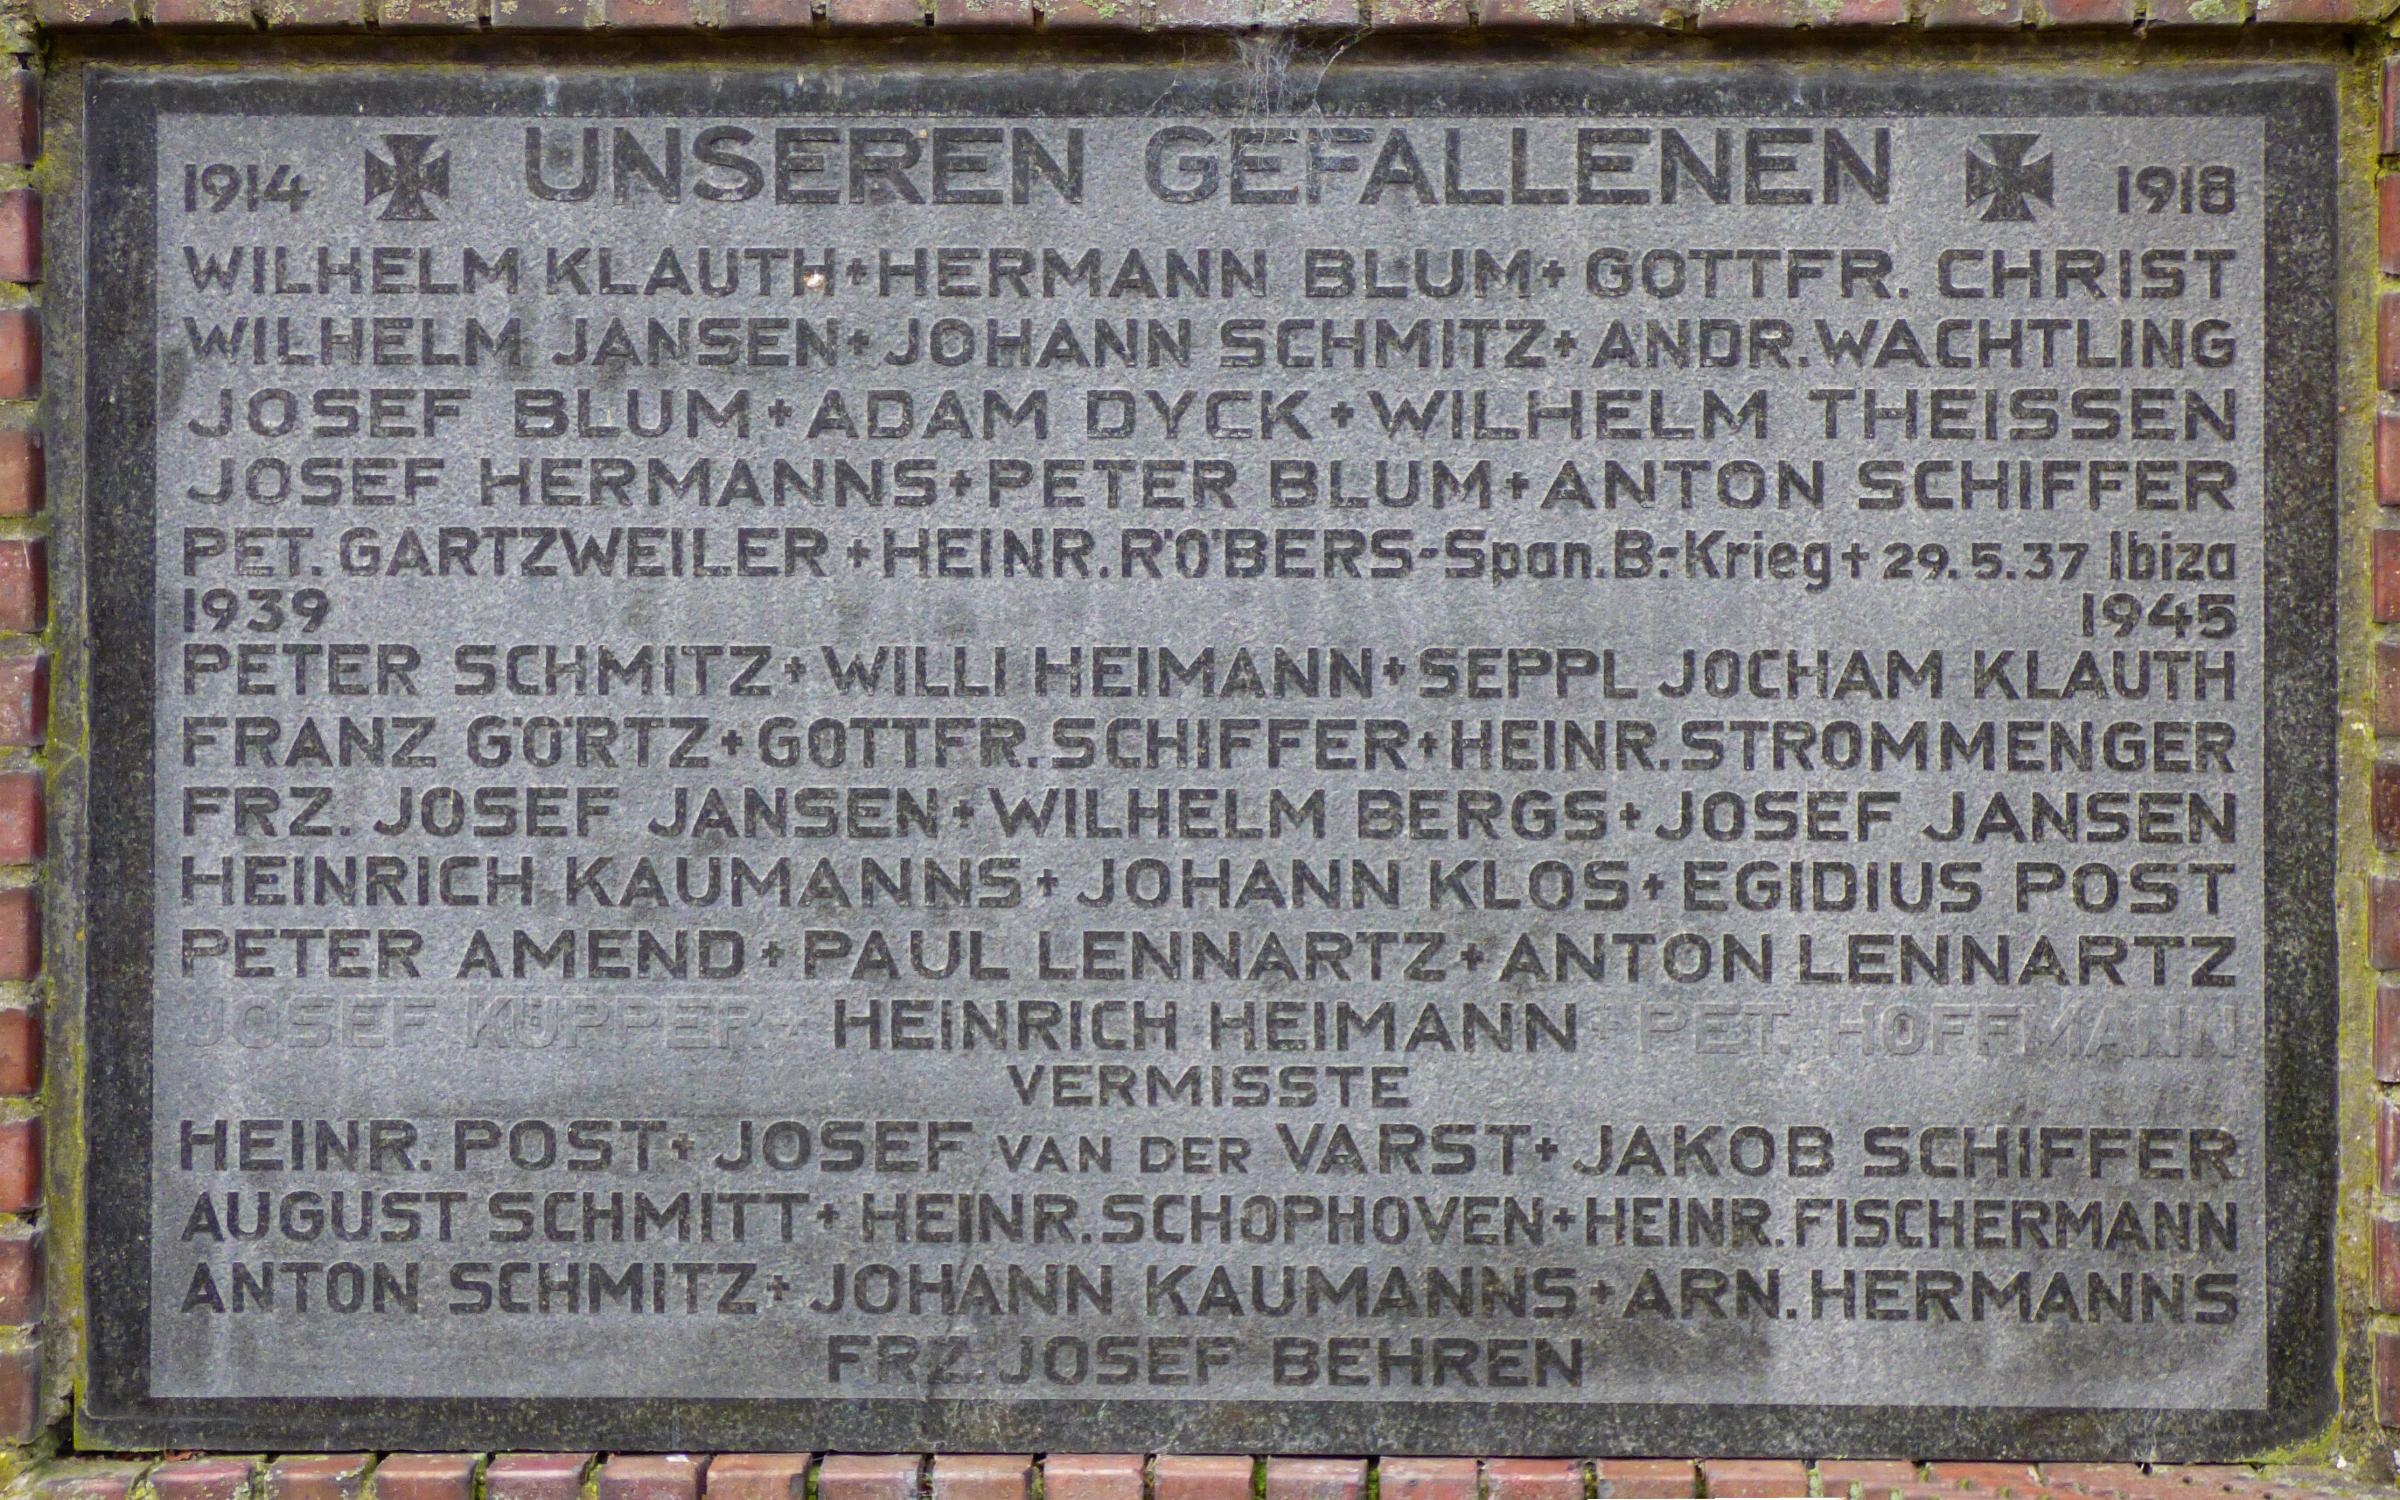 1914 UNSEREN GEFALLENEN 1918
WILHELM KLAUTH + HERMANN BLUM + GOTTFR. CHRIST
WILHELM JANSEN + JOHANN SCHMITZ + ANDR. WACHTLING
JOSEF BLUM + ADAM DYCK + WILHELM THEISSEN
JOSEF HERMANNS + PETER BLUM + ANTON SCHIFFER
PET. GARTZWEILER + HEINR. RÖBERS - Span. B.-Krieg + 29.5.37 Ibiza
1939 1945
PETER SCHMITZ + WILLI HEIMANN + SEPPL JOCHAM KLAUTH
FRANZ GÖRTZ + GOTTFR. SCHIFFER + HEINR. STROMMENGER
FRZ. JOSEF JANSEN + WILHELM BERGS + JOSEF JANSEN
HEINRICH KAUMANNS + JOHANN KLOS + EGIDIUS POST
PETER AMEND + PAUL LENNARTZ + ANTON LENNARTZ
JOSEF KÜPPER + HEINRICH HEIMANN + PET. HOFFMANN
VERMISSTE
HEINR. POST + JOSEF VAN DER VARST + JAKOB SCHIFFER
AUGUST SCHMITT + HEINR. SCHOPHOVEN + HEINR. FISCHERMANN
ANTON SCHMITZ + JOHANN KAUMANNS + ARN. HERMANNS
FRZ. JOSEF BEHREN